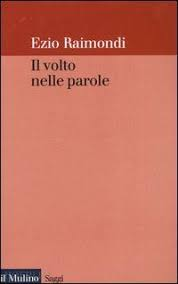 Ezio Raimondi
Il volto
nelle parole
il Mulino Saggi